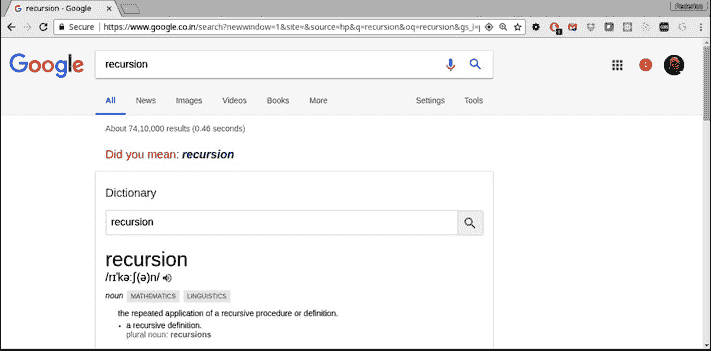 recursion - Google
Secure https://www.google.co.in/search?newwindow=1&site=&source=hp&q=recursion&oq=recursion&gs_l=
Google
recursion
All News Images Videos Books More Settings Tools
About 74,10,000 results (0.46 seconds)
Did you mean: recursion
Dictionary
recursion
recursion
/rɪˈkəːʃ(ə)n/
noun MATHEMATICS LINGUISTICS
the repeated application of a recursive procedure or definition.
• a recursive definition.
plural noun: recursions